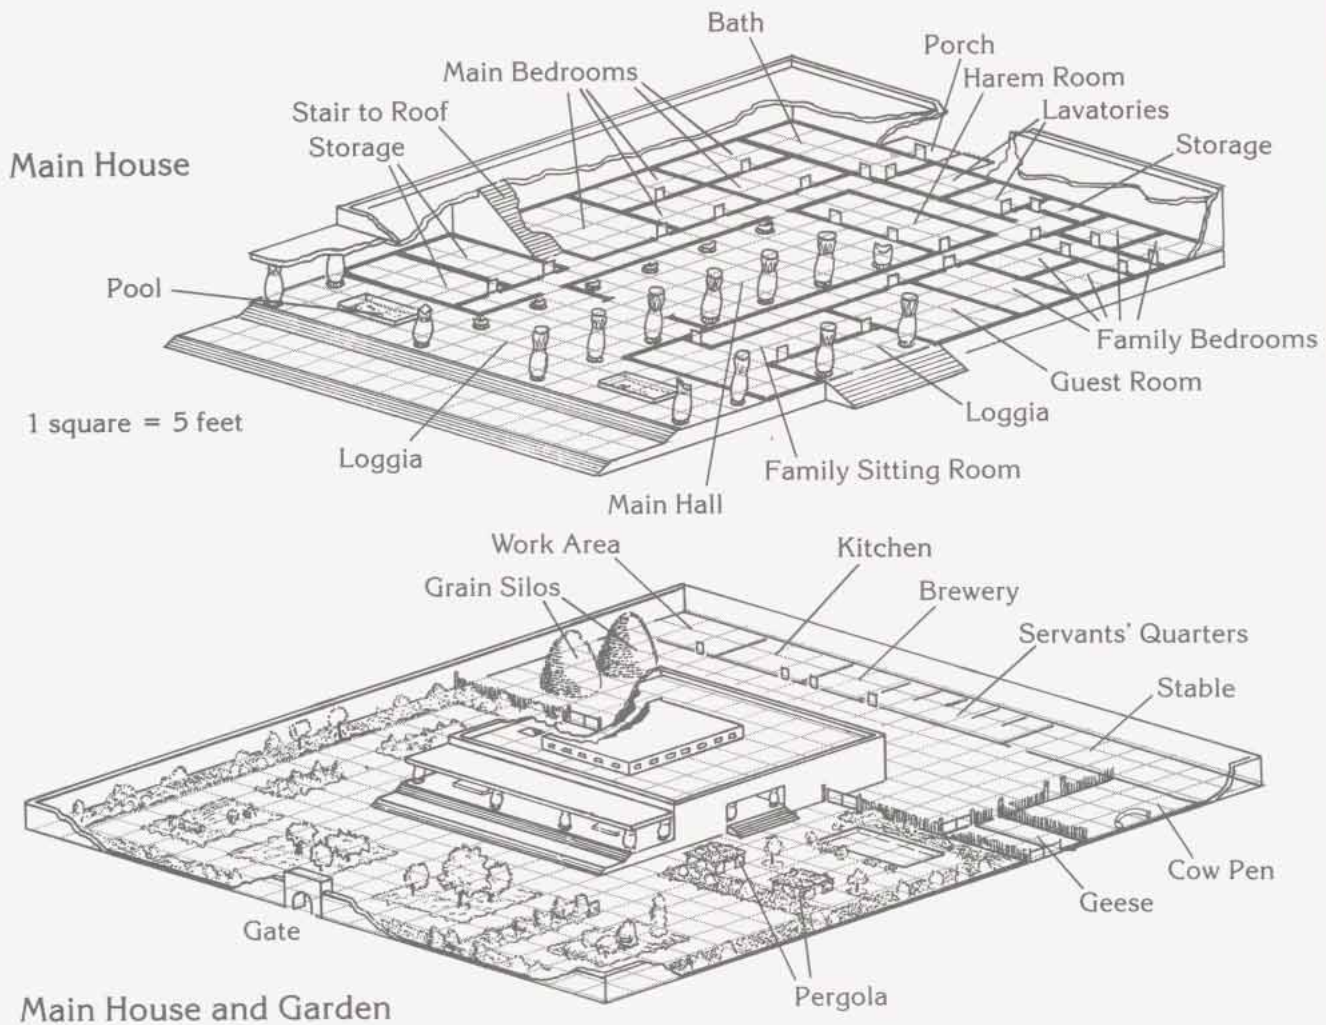 Bath
Porch
Main Bedrooms
Harem Room
Stair to Roof
Lavatories
Storage
Storage
Main House
Pool
Family Bedrooms
Guest Room
1 square = 5 feet
Loggia
Loggia
Family Sitting Room
Main Hall
Work Area
Kitchen
Grain Silos
Brewery
Servants' Quarters
Stable
Cow Pen
Geese
Gate
Pergola
Main House and Garden